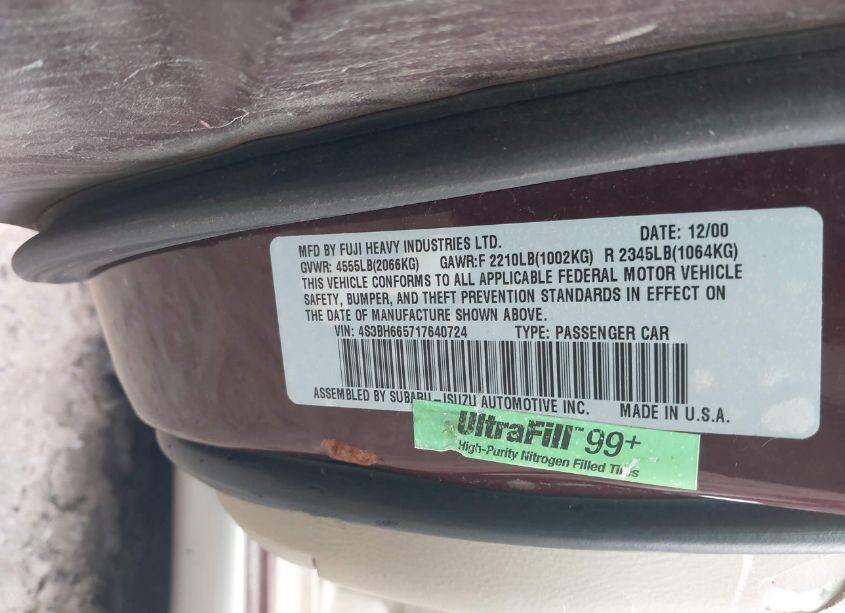 MFD BY FUJI HEAVY INDUSTRIES LTD. DATE: 12/00
GVWR: 4555LB(2066KG) GAWR:F 2210LB(1002KG) R 2345LB(1064KG)
THIS VEHICLE CONFORMS TO ALL APPLICABLE FEDERAL MOTOR VEHICLE
SAFETY, BUMPER, AND THEFT PREVENTION STANDARDS IN EFFECT ON
THE DATE OF MANUFACTURE SHOWN ABOVE.
VIN: 4S3BH665717640724 TYPE: PASSENGER CAR
ASSEMBLED BY SUBARU-ISUZU AUTOMOTIVE INC. MADE IN U.S.A.
UltraFill™ 99+
High-Purity Nitrogen Filled Tires